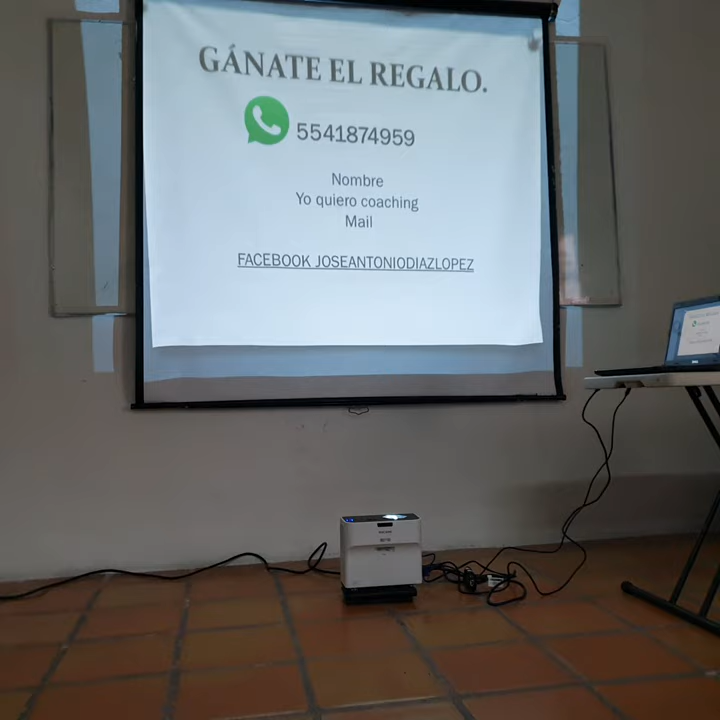 GÁNATE EL REGALO.
5541874959
Nombre
Yo quiero coaching
Mail
FACEBOOK JOSEANTONIODIAZLOPEZ